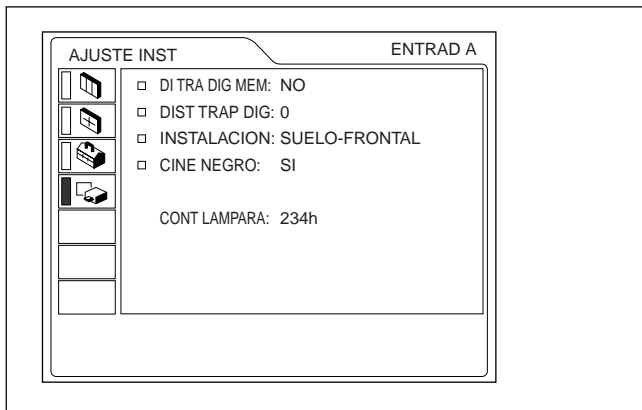 AJUSTE INST ENTRAD A
DI TRA DIG MEM: NO
DIST TRAP DIG: 0
INSTALACION: SUELO-FRONTAL
CINE NEGRO: SI
CONT LAMPARA: 234h